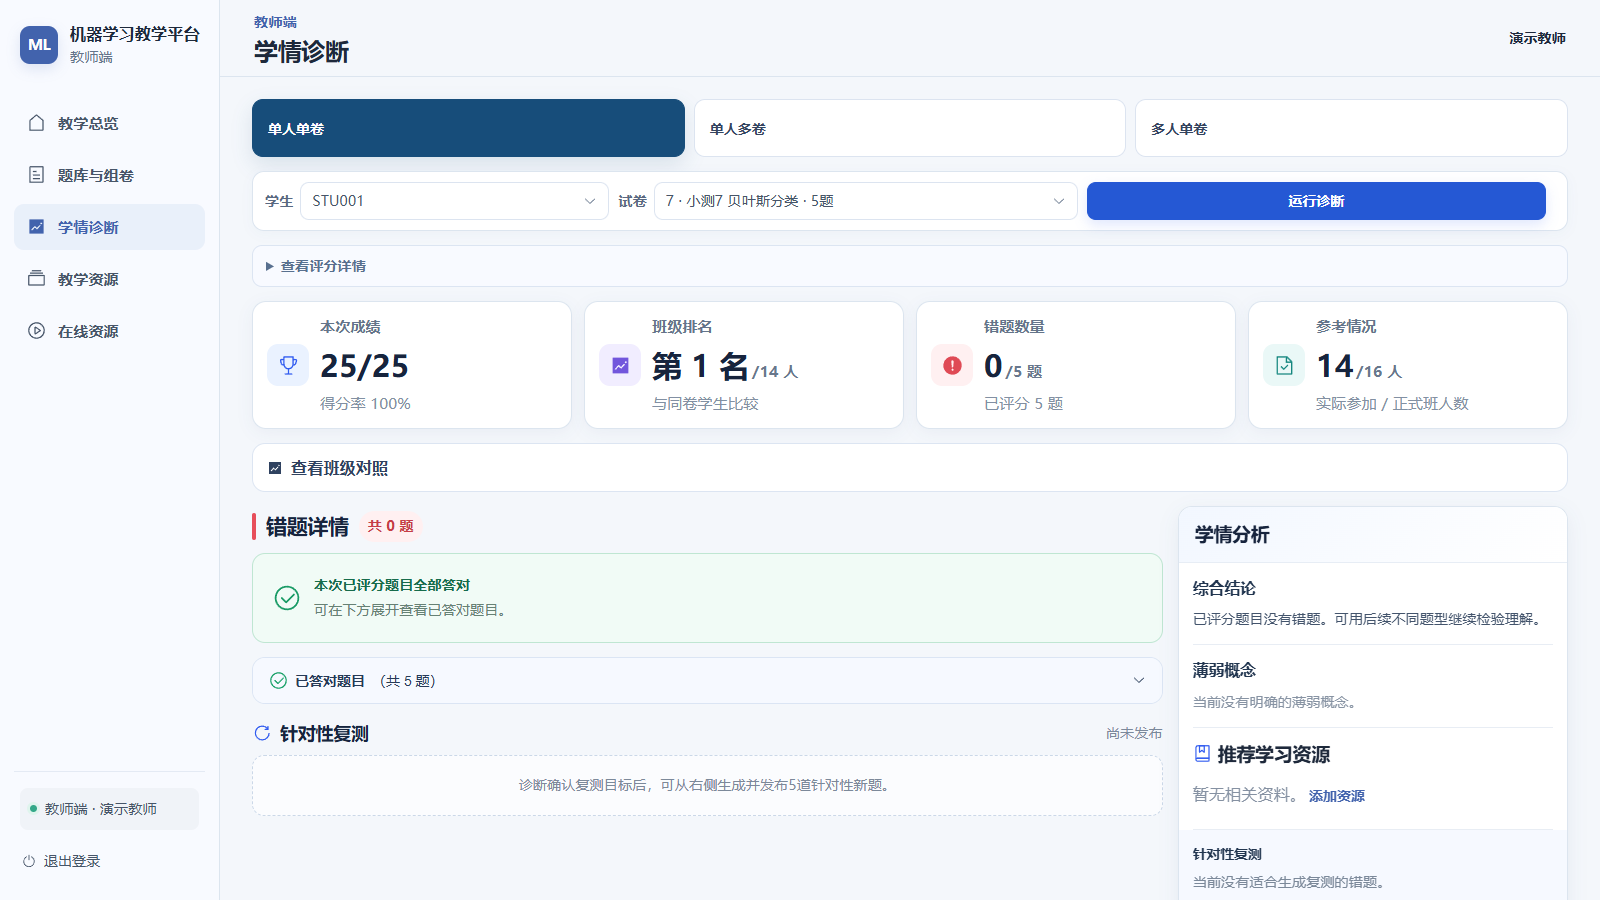 ML
机器学习教学平台
教师端
教学总览
题库与组卷
学情诊断
教学资源
在线资源
教师端 · 演示教师
退出登录
教师端
学情诊断
演示教师
单人单卷
单人多卷
多人单卷
学生
STU001
试卷
7 · 小测7 贝叶斯分类 · 5题
运行诊断
查看评分详情
本次成绩
25/25
得分率 100%
班级排名
第 1 名 /14 人
与同卷学生比较
错题数量
0 /5 题
已评分 5 题
参考情况
14 /16 人
实际参加 / 正式班人数
查看班级对照
错题详情 共 0 题
本次已评分题目全部答对
可在下方展开查看已答对题目。
已答对题目 (共 5 题)
针对性复测
尚未发布
诊断确认复测目标后，可从右侧生成并发布5道针对性新题。
学情分析
综合结论
已评分题目没有错题。可用后续不同题型继续检验理解。
薄弱概念
当前没有明确的薄弱概念。
推荐学习资源
暂无相关资料。 添加资源
针对性复测
当前没有适合生成复测的错题。